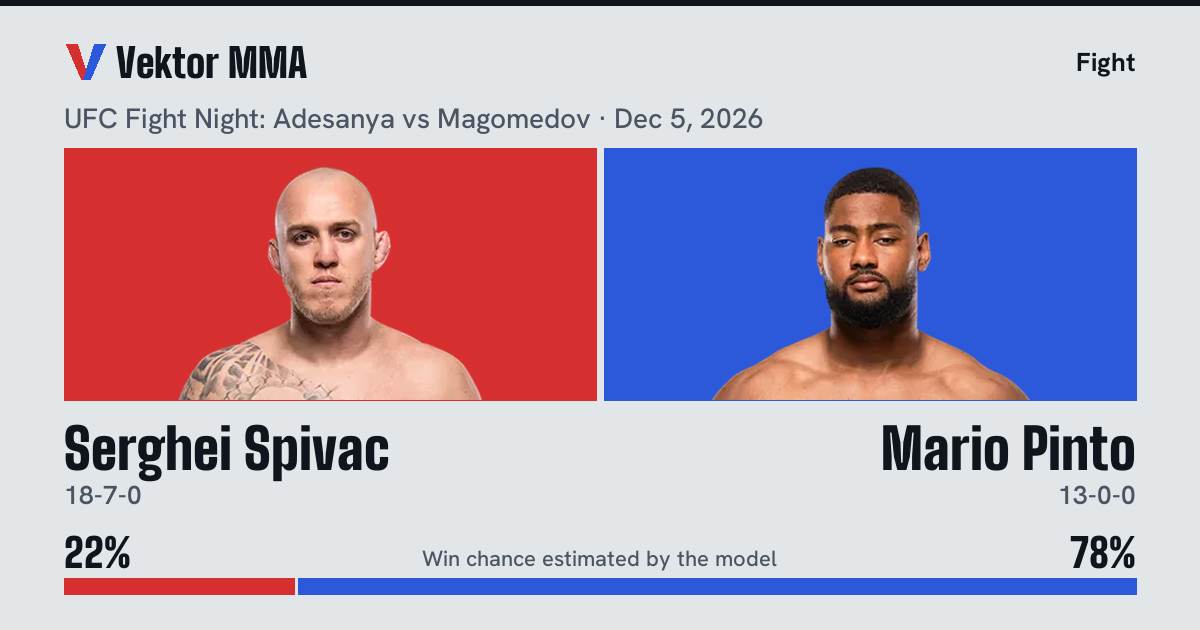 Vektor MMA
Fight
UFC Fight Night: Adesanya vs Magomedov · Dec 5, 2026
Serghei Spivac
Mario Pinto
18-7-0
13-0-0
22%
Win chance estimated by the model
78%